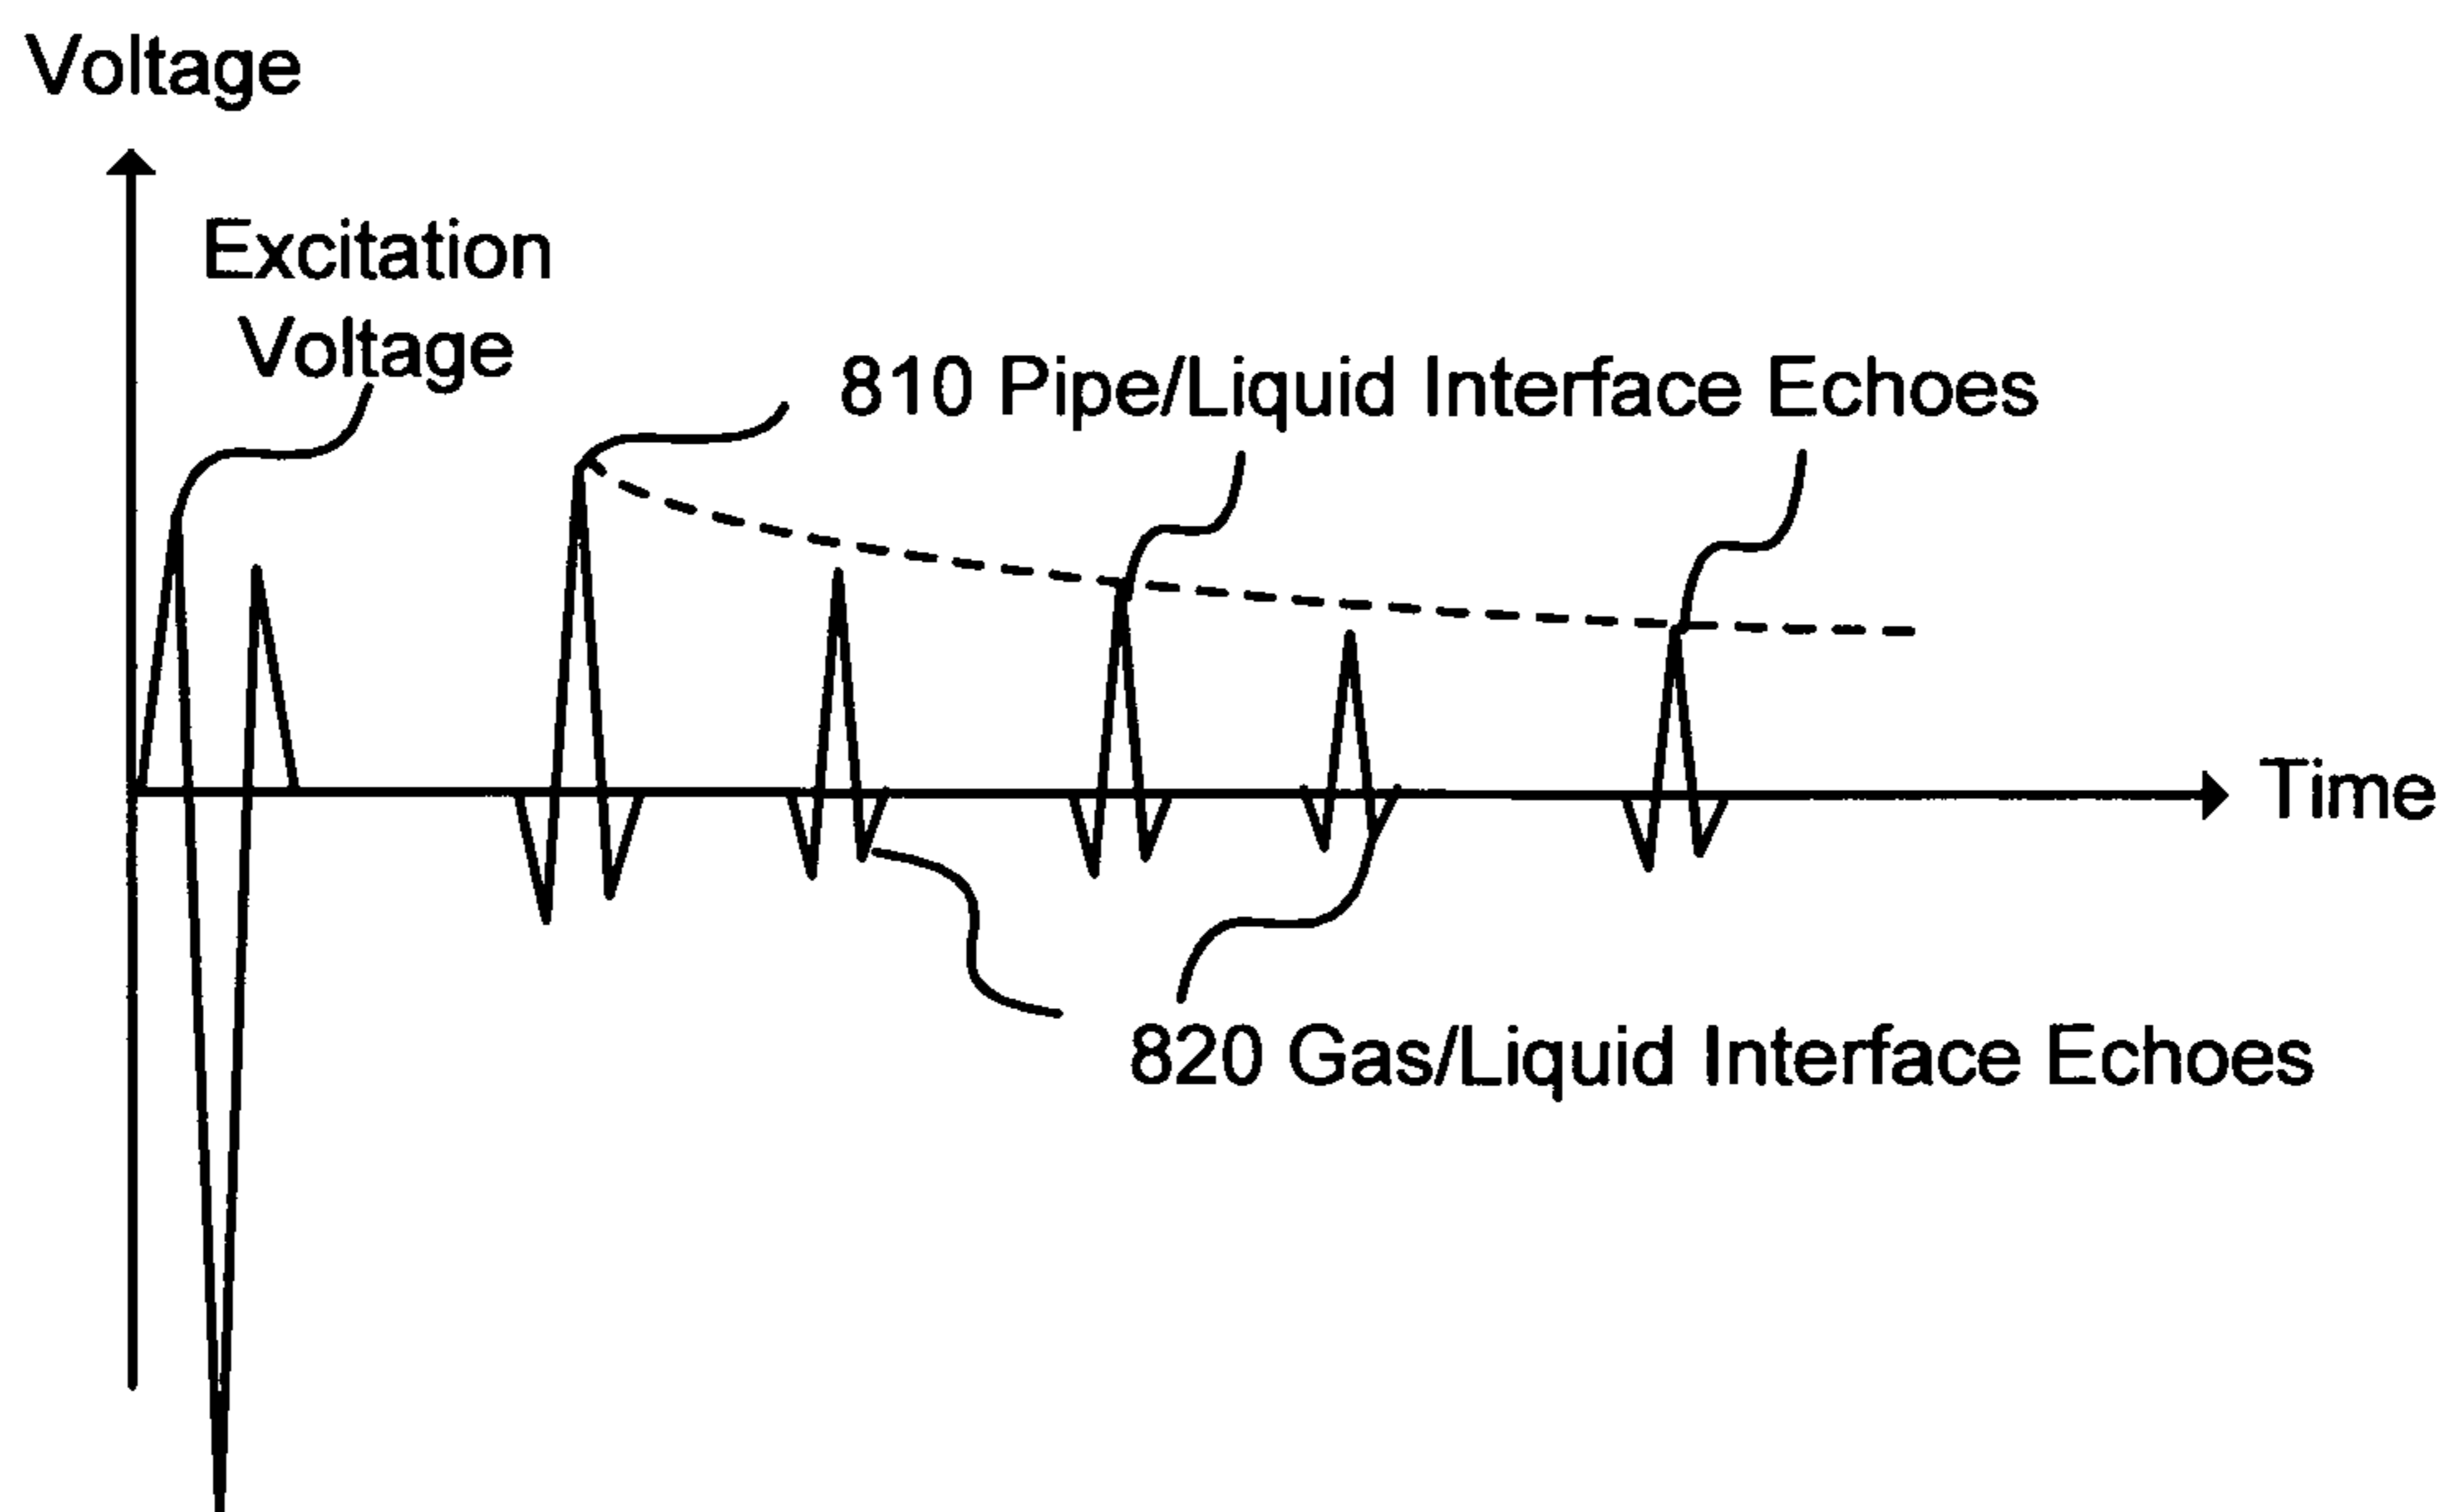 Voltage
Excitation
Voltage
810 Pipe/Liquid Interface Echoes
Time
820 Gas/Liquid Interface Echoes